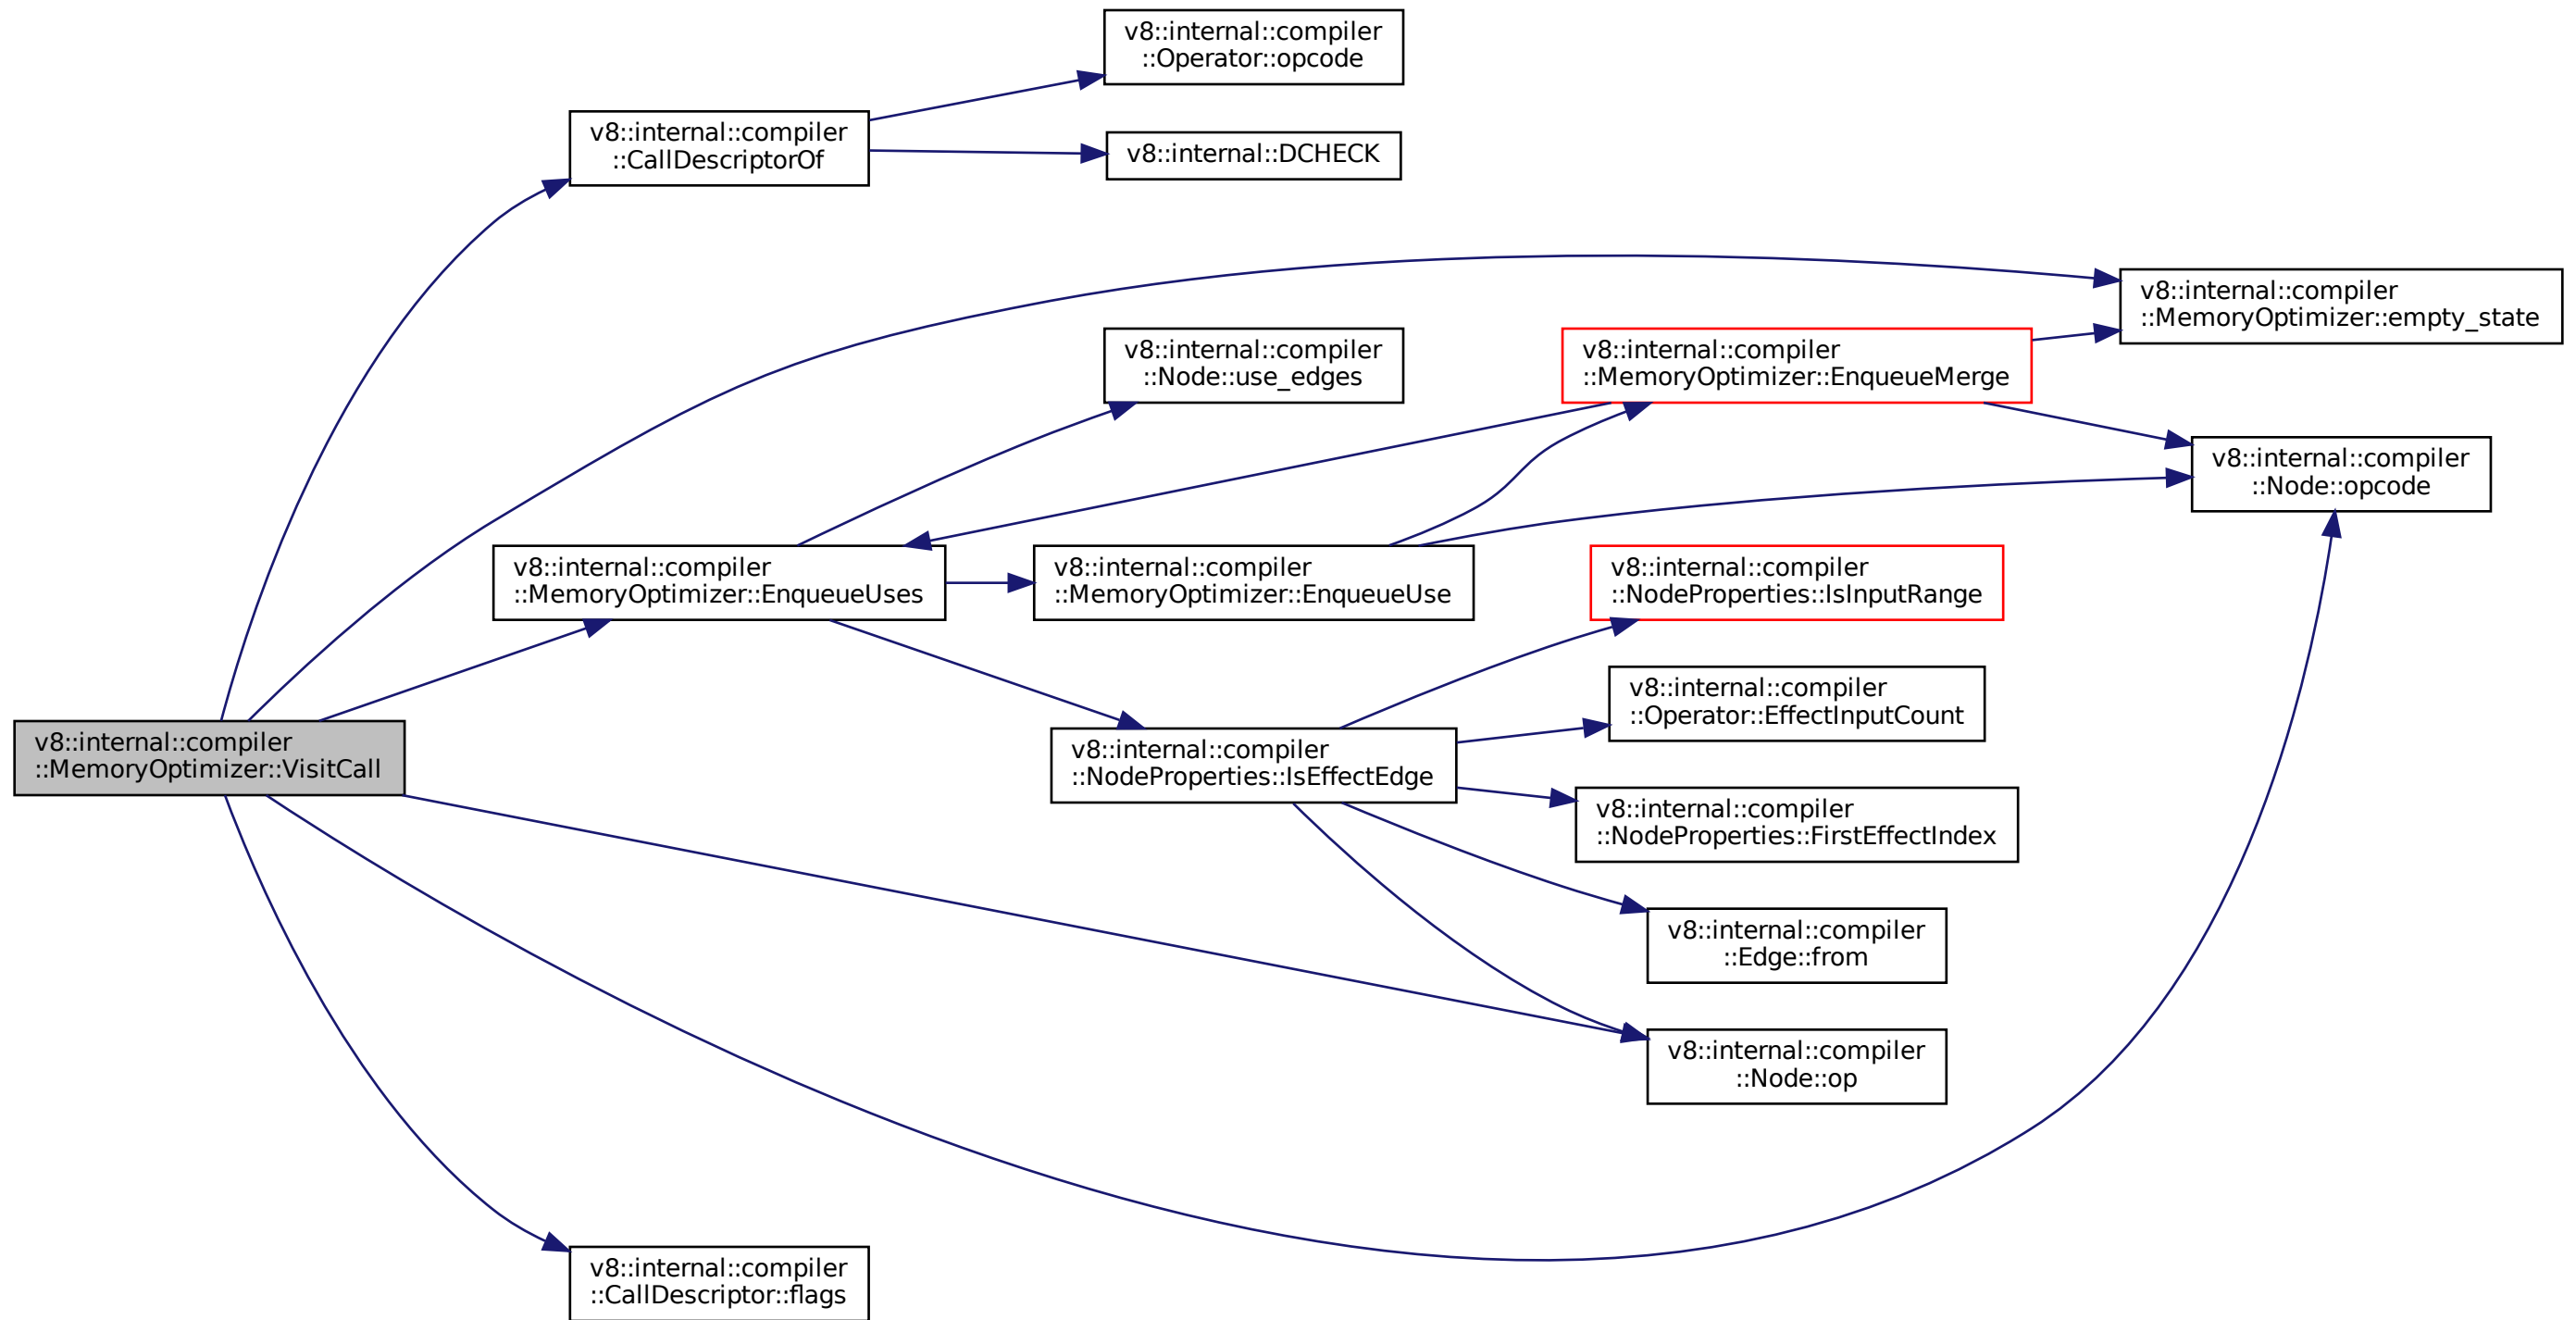 v8::internal::compiler
::Operator::opcode
v8::internal::compiler
::CallDescriptorOf
v8::internal::DCHECK
v8::internal::compiler
::MemoryOptimizer::empty_state
v8::internal::compiler
::Node::use_edges
v8::internal::compiler
::MemoryOptimizer::EnqueueMerge
v8::internal::compiler
::Node::opcode
v8::internal::compiler
::MemoryOptimizer::EnqueueUses
v8::internal::compiler
::MemoryOptimizer::EnqueueUse
v8::internal::compiler
::NodeProperties::IsInputRange
v8::internal::compiler
::Operator::EffectInputCount
v8::internal::compiler
::MemoryOptimizer::VisitCall
v8::internal::compiler
::NodeProperties::IsEffectEdge
v8::internal::compiler
::NodeProperties::FirstEffectIndex
v8::internal::compiler
::Edge::from
v8::internal::compiler
::Node::op
v8::internal::compiler
::CallDescriptor::flags